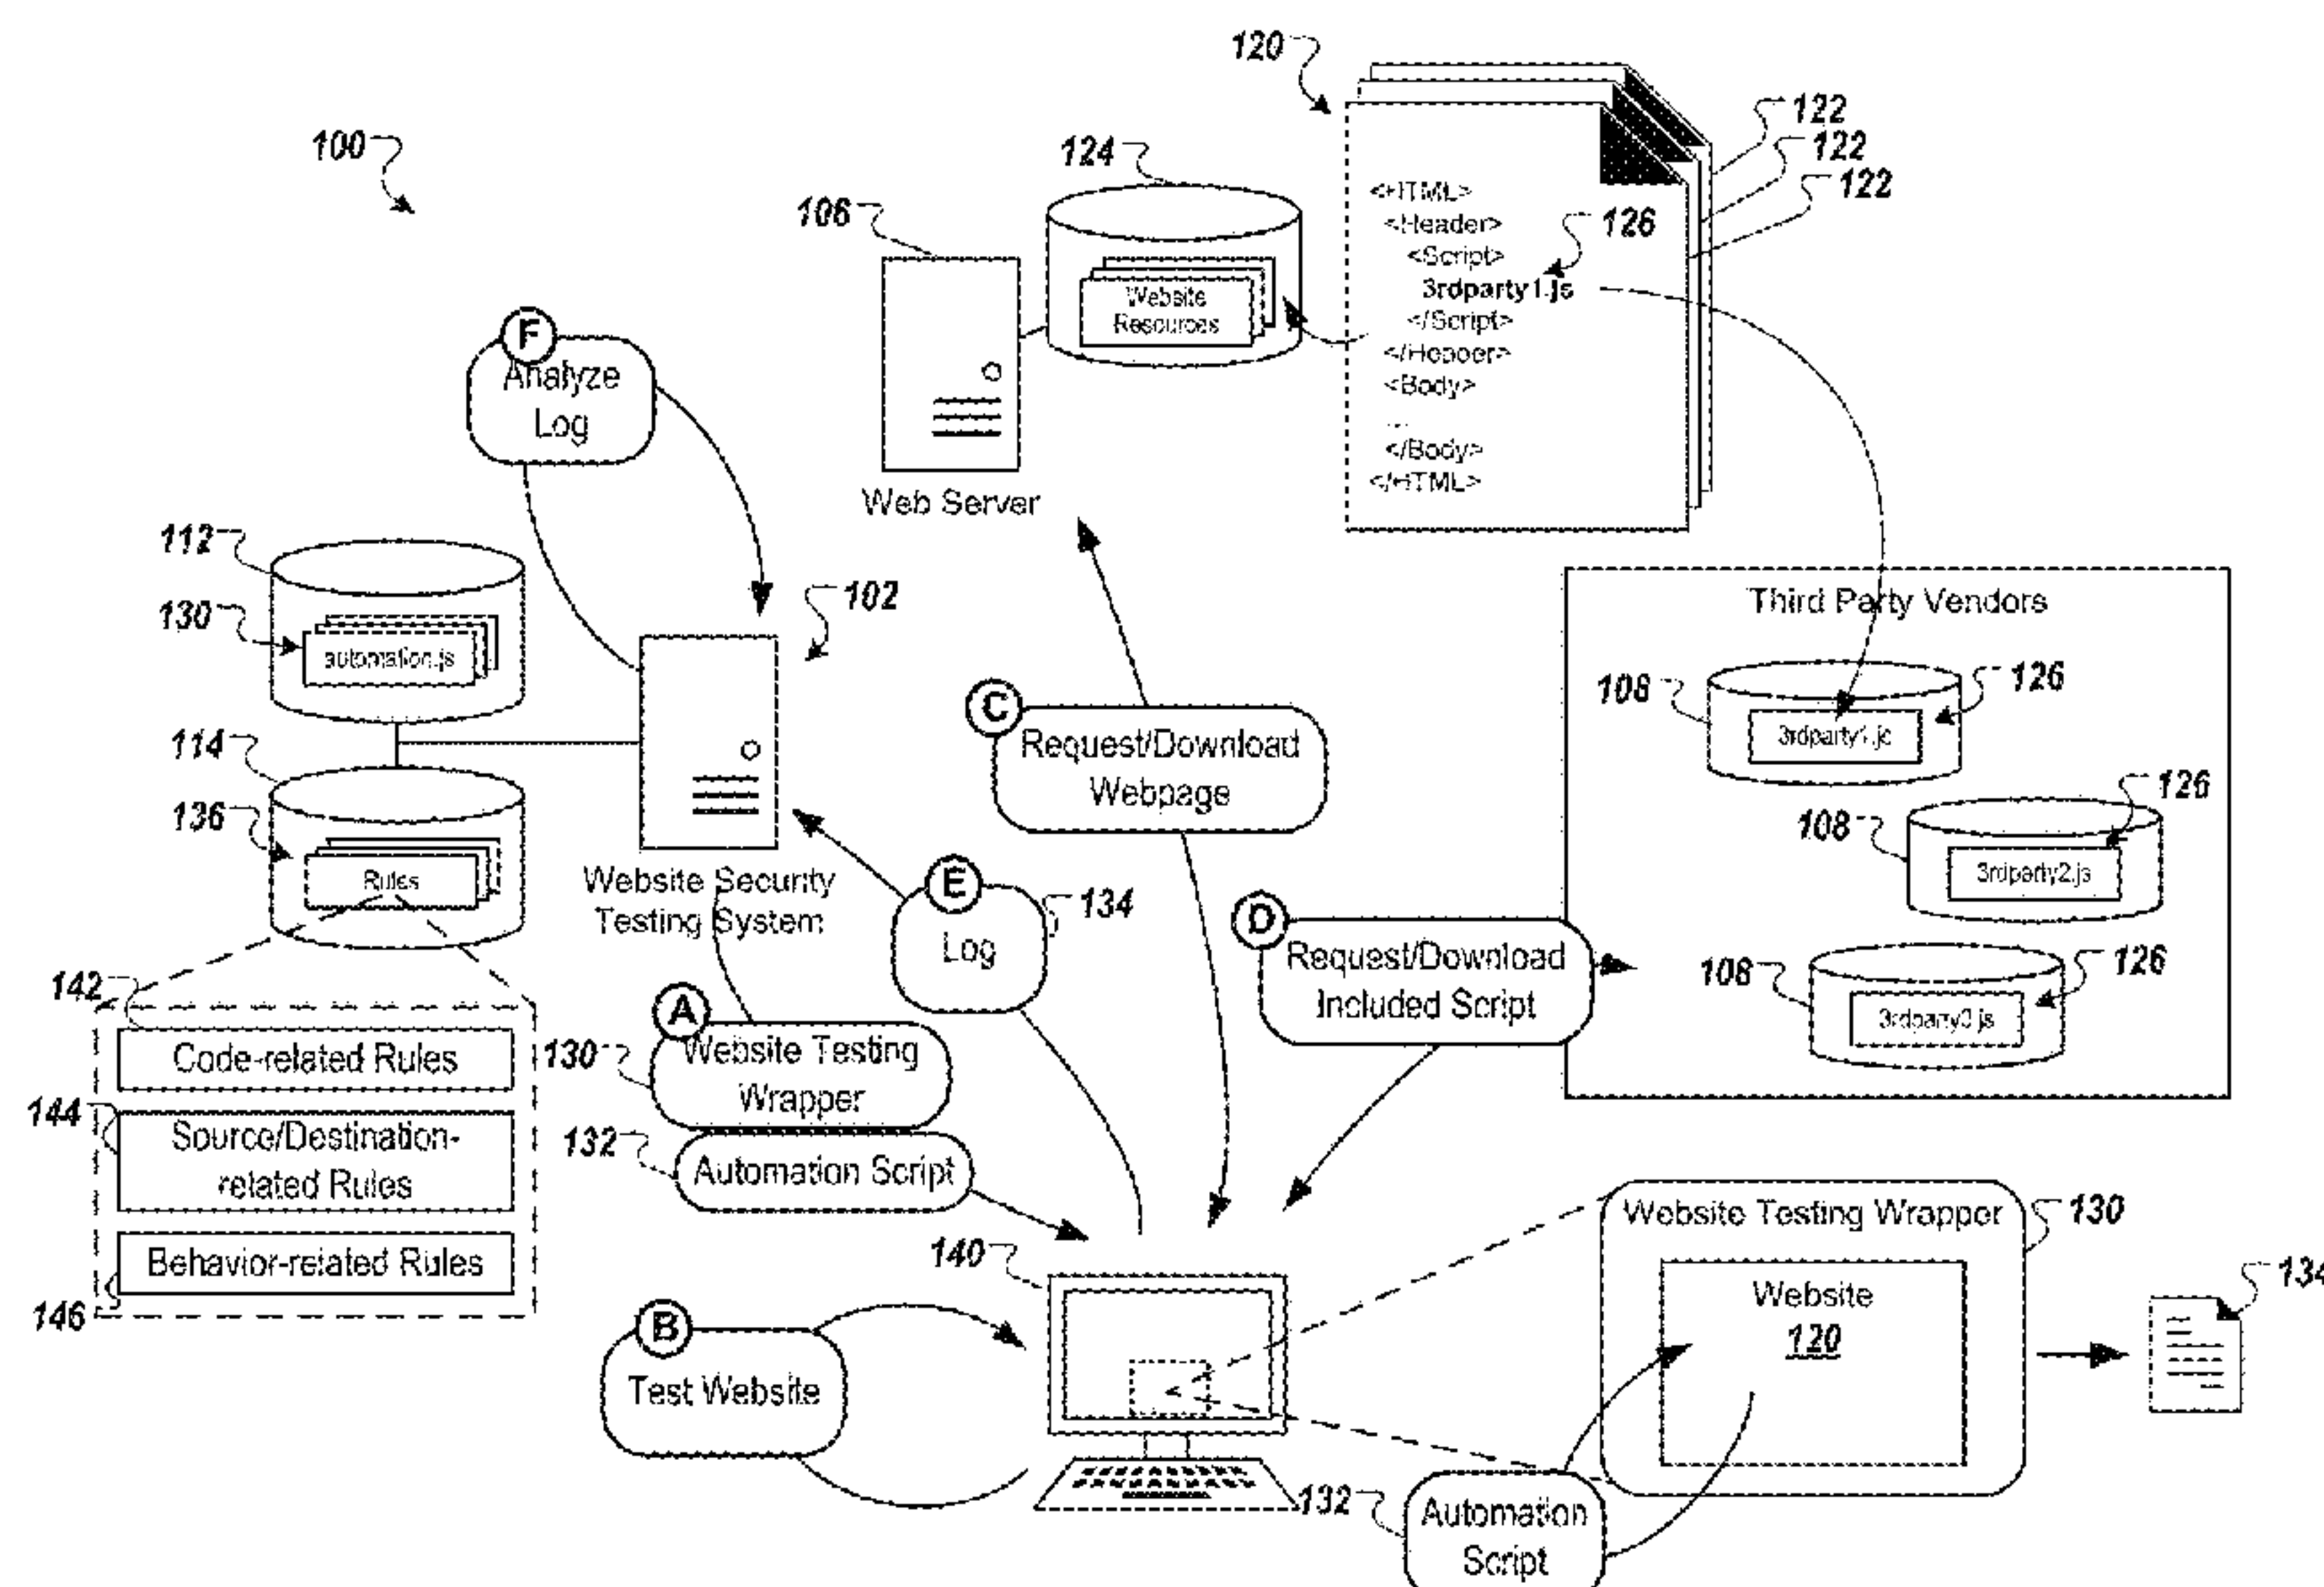 120
100
124
122
122
122
106
<HTML>
<Header>
126
<Script>
3rdparty1.js
</Script>
</Header>
<Body>
...
</Body>
</HTML>
Website
Resources
F
Analyze
Log
Web Server
112
130
automation.js
102
Third Party Vendors
108
126
3rdparty1.js
C
Request/Download
Webpage
114
136
Rules
108
126
3rdparty2.js
Website Security
Testing System
E
Log
134
D
Request/Download
Included Script
108
126
3rdparty3.js
142
Code-related Rules
144
Source/Destination-
related Rules
Behavior-related Rules
146
A
130
Website Testing
Wrapper
132
Automation Script
140
B
Test Website
Website Testing Wrapper
130
Website
120
134
132
Automation
Script